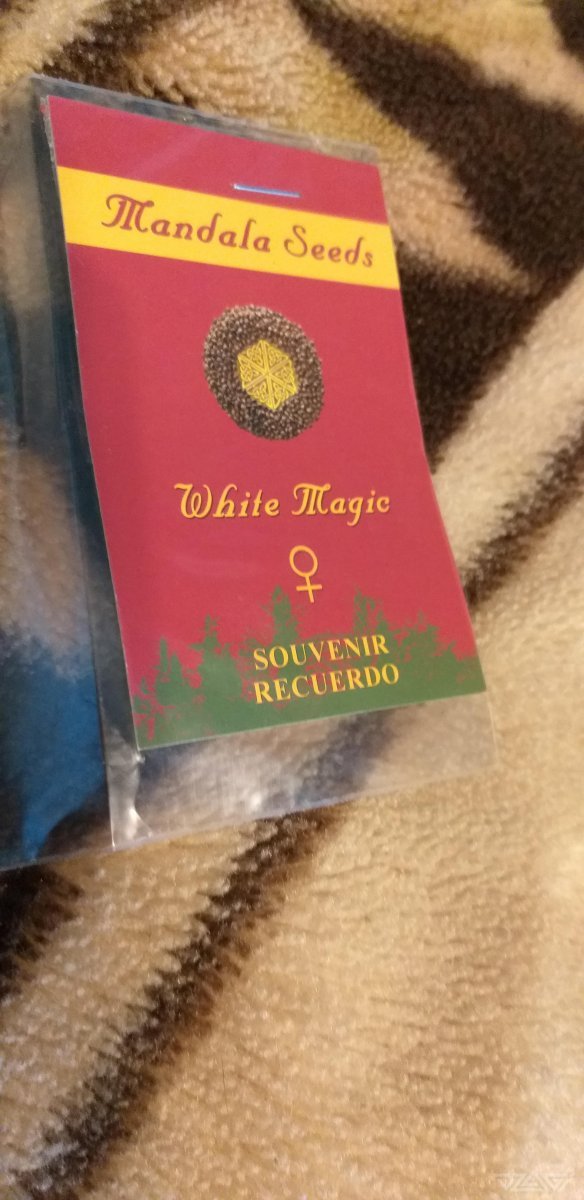 Mandala Seeds
White Magic
SOUVENIR
RECUERDO